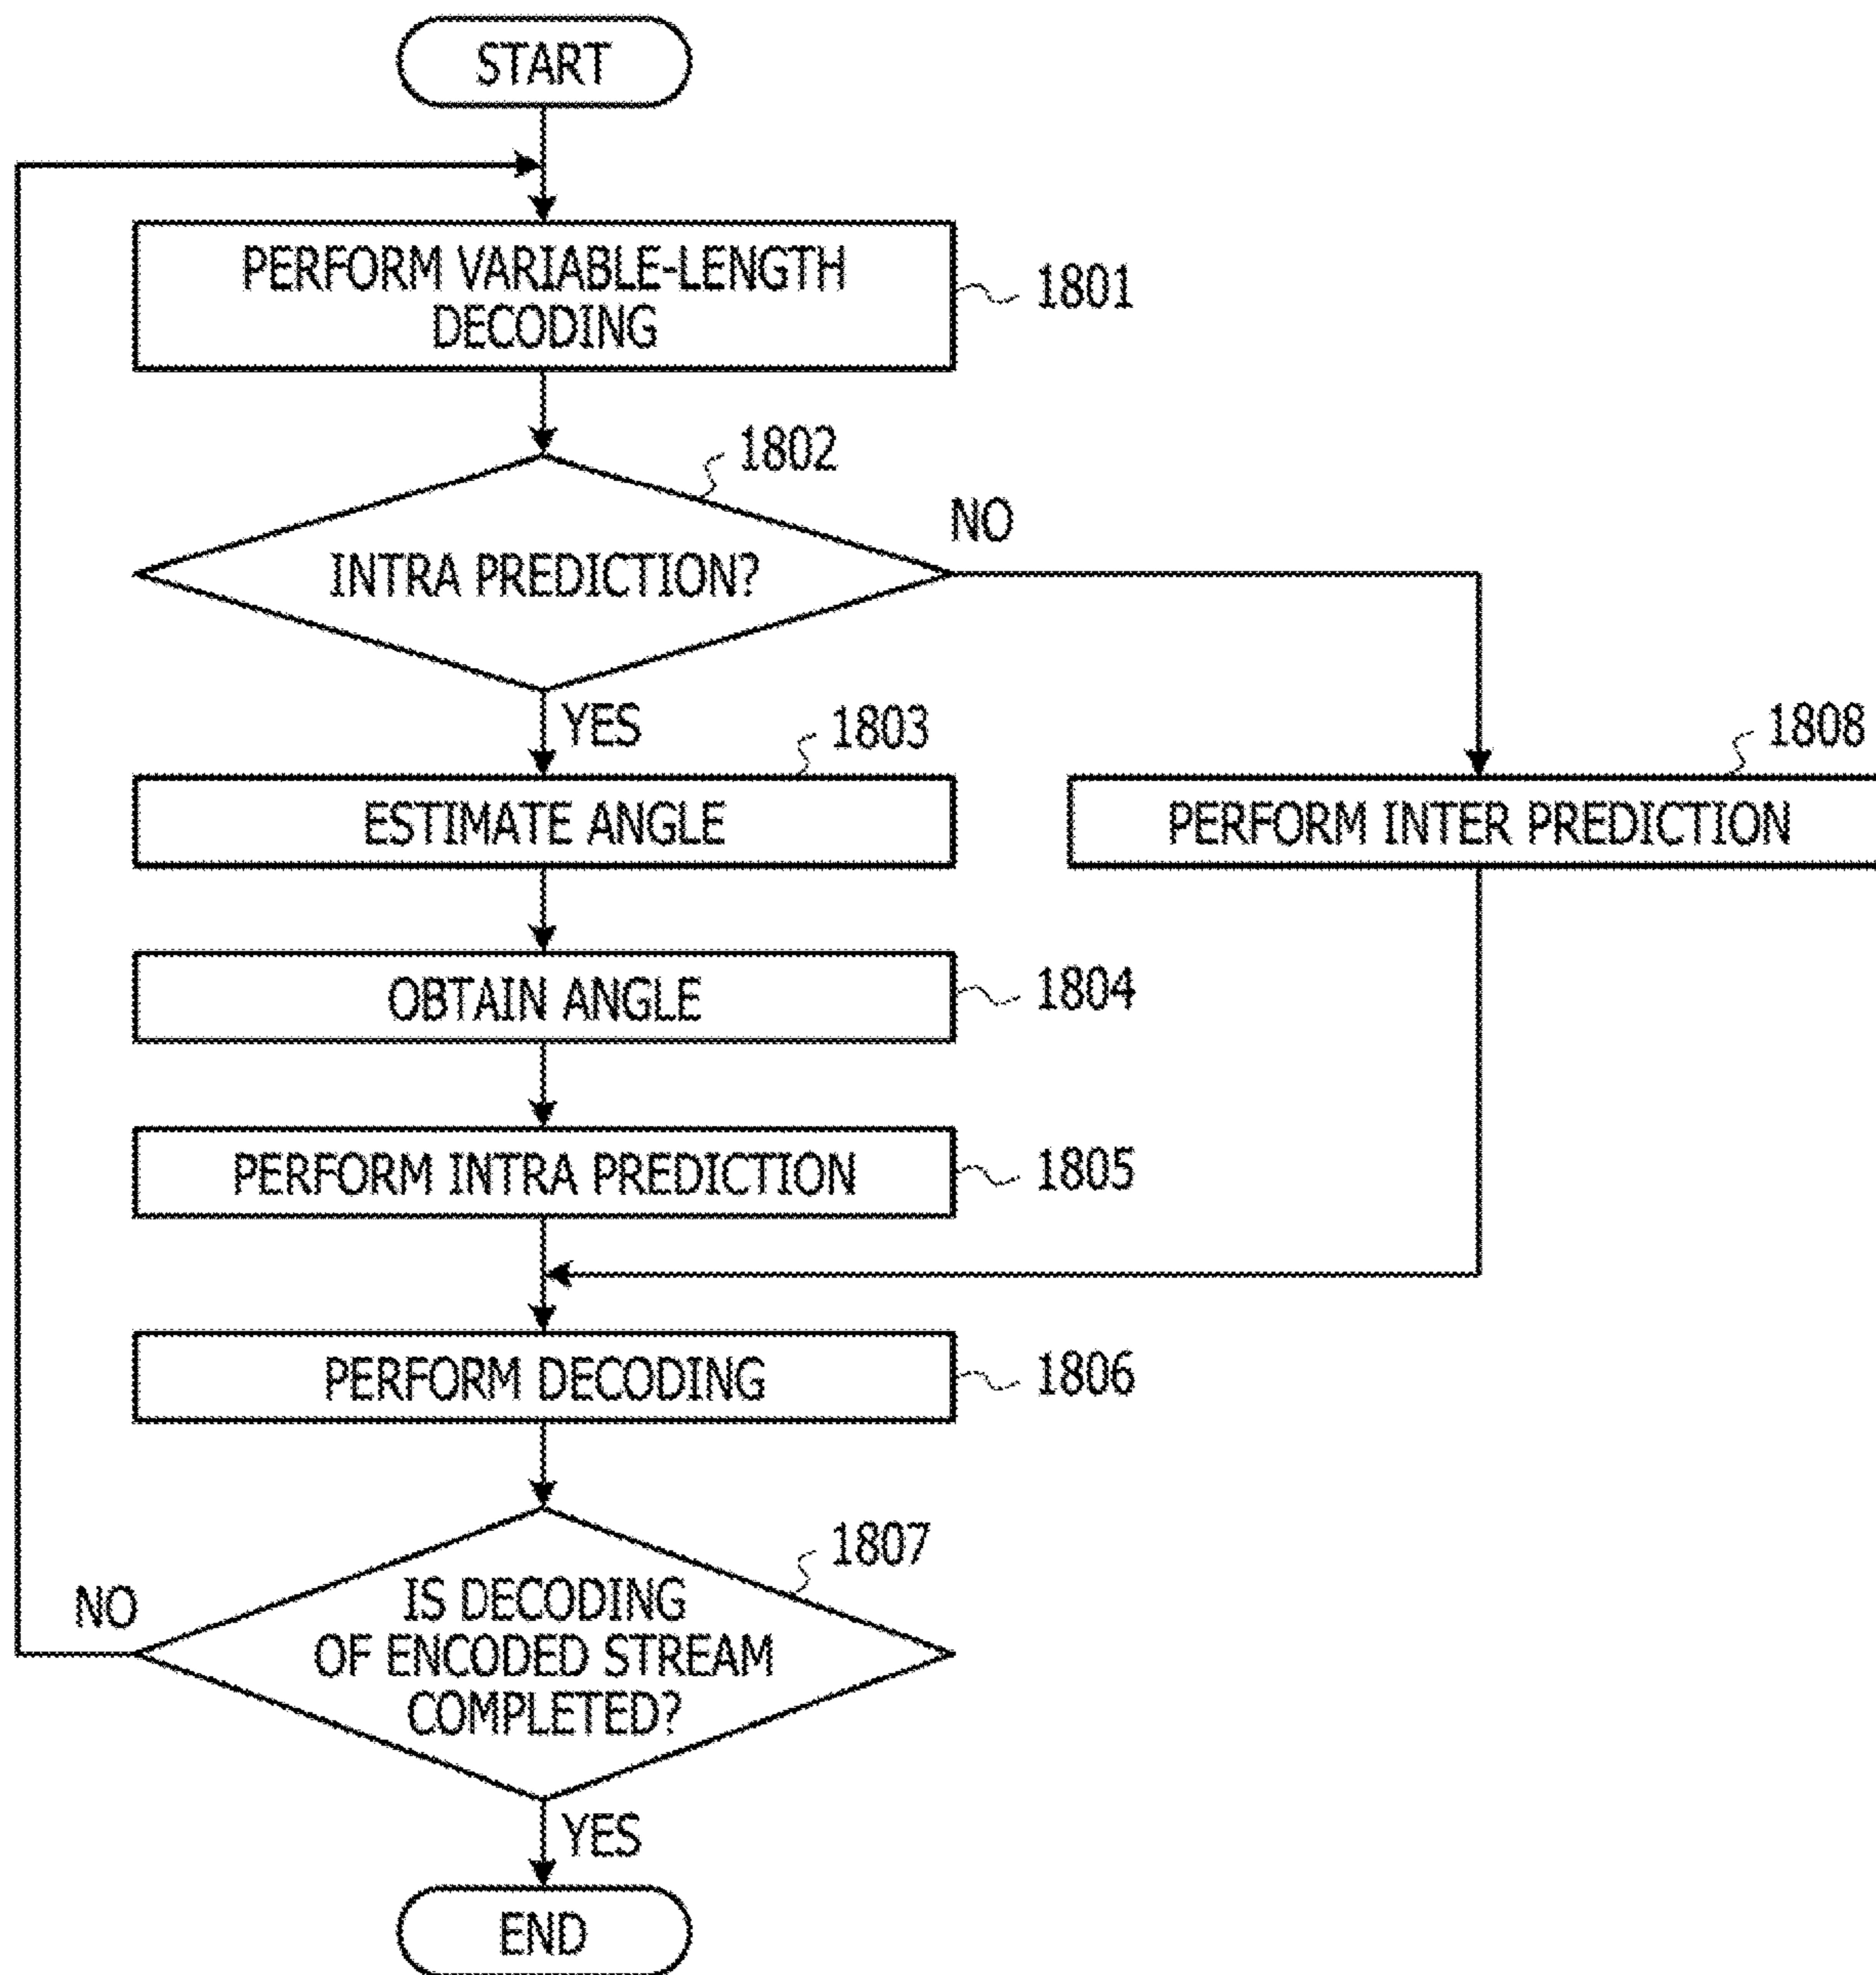 START
PERFORM VARIABLE-LENGTH
DECODING
1801
1802
INTRA PREDICTION?
NO
YES
1803
ESTIMATE ANGLE
1808
PERFORM INTER PREDICTION
OBTAIN ANGLE
1804
PERFORM INTRA PREDICTION
1805
PERFORM DECODING
1806
1807
IS DECODING
OF ENCODED STREAM
COMPLETED?
NO
YES
END